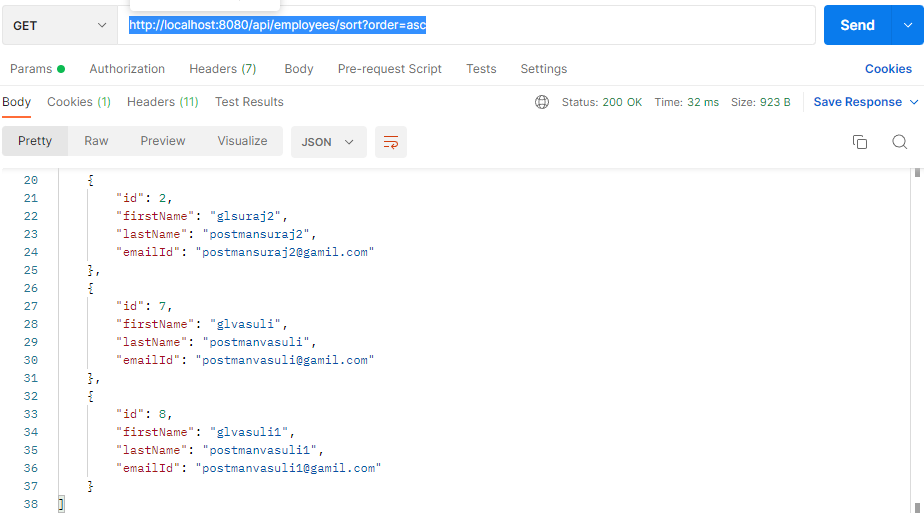 GET http://localhost:8080/api/employees/sort?order=asc Send
Params Authorization Headers (7) Body Pre-request Script Tests Settings Cookies
Body Cookies (1) Headers (11) Test Results Status: 200 OK Time: 32 ms Size: 923 B Save Response
Pretty Raw Preview Visualize JSON
20 {
21 "id": 2,
22 "firstName": "glsuraj2",
23 "lastName": "postmansuraj2",
24 "emailId": "postmansuraj2@gamil.com"
25 },
26 {
27 "id": 7,
28 "firstName": "glvasuli",
29 "lastName": "postmanvasuli",
30 "emailId": "postmanvasuli@gamil.com"
31 },
32 {
33 "id": 8,
34 "firstName": "glvasuli1",
35 "lastName": "postmanvasuli1",
36 "emailId": "postmanvasuli1@gamil.com"
37 }
38 ]